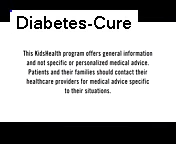 Diabetes-Cure
This KidsHealth program offers general information
and not specific or personalized medical advice.
Patients and their families should contact their
healthcare providers for medical advice specific
to their situations.